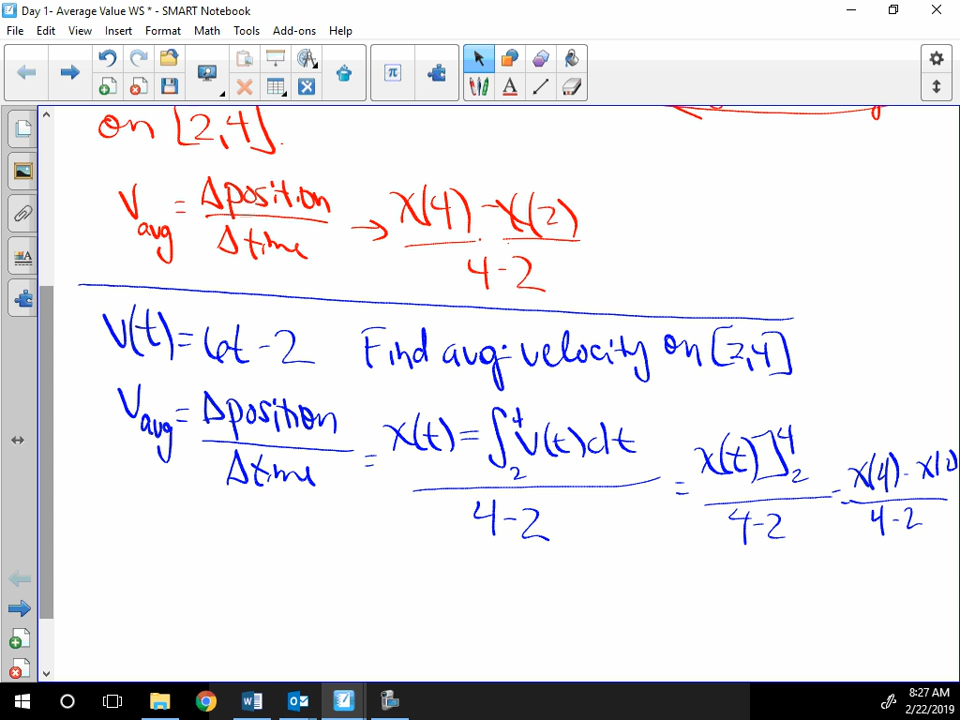 Day 1- Average Value WS * - SMART Notebook
File Edit View Insert Format Math Tools Add-ons Help
π
A
on [2,4].
Vavg = Δposition / Δtime → x(4) - x(2) / 4-2
V(t) = 6t - 2 Find avg. velocity on [2,4]
Vavg = Δposition / Δtime = x(t) = ∫₂⁴ V(t)dt / 4-2 = x(t)]₂⁴ / 4-2 = x(4) - x( / 4-2
8:27 AM
2/22/2019